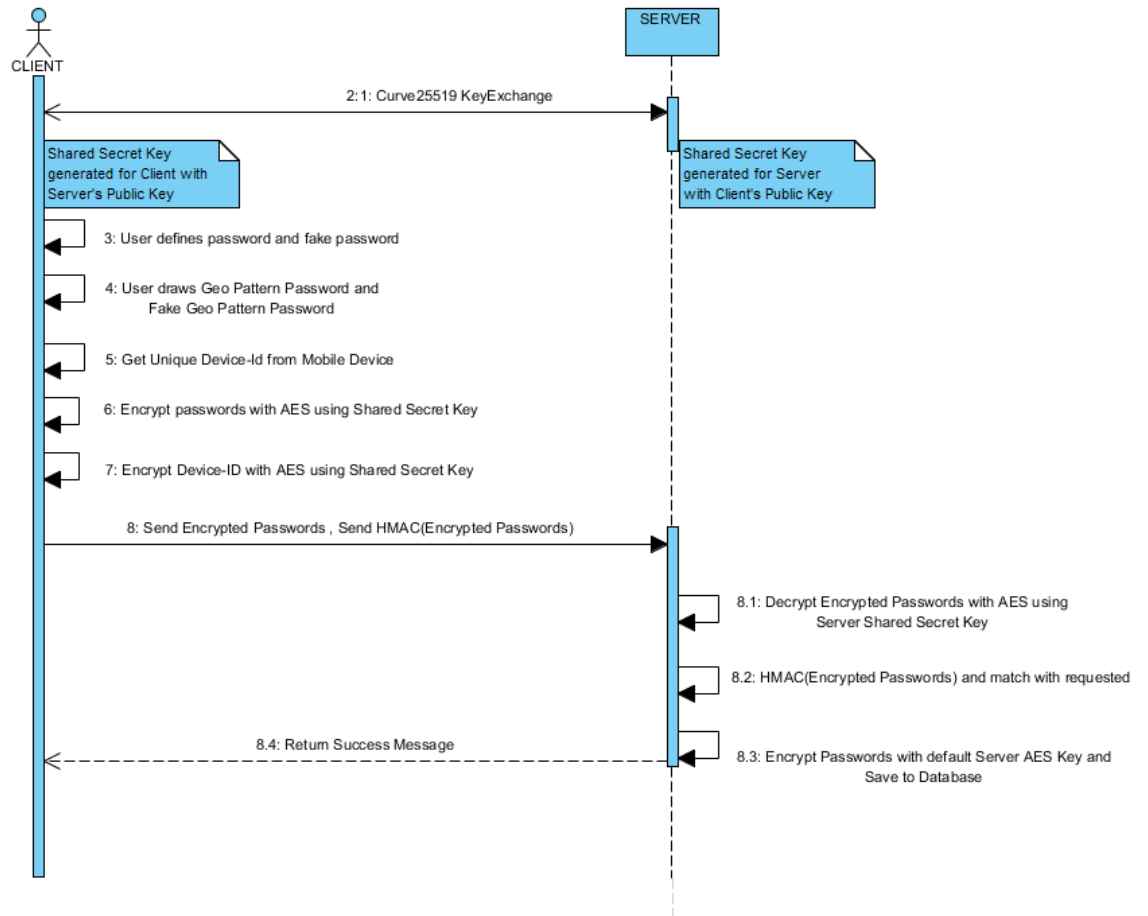 SERVER
CLIENT
2:1: Curve25519 KeyExchange
Shared Secret Key
generated for Client with
Server's Public Key
Shared Secret Key
generated for Server
with Client's Public Key
3: User defines password and fake password
4: User draws Geo Pattern Password and
Fake Geo Pattern Password
5: Get Unique Device-Id from Mobile Device
6: Encrypt passwords with AES using Shared Secret Key
7: Encrypt Device-ID with AES using Shared Secret Key
8: Send Encrypted Passwords , Send HMAC(Encrypted Passwords)
8.1: Decrypt Encrypted Passwords with AES using
Server Shared Secret Key
8.2: HMAC(Encrypted Passwords) and match with requested
8.4: Return Success Message
8.3: Encrypt Passwords with default Server AES Key and
Save to Database